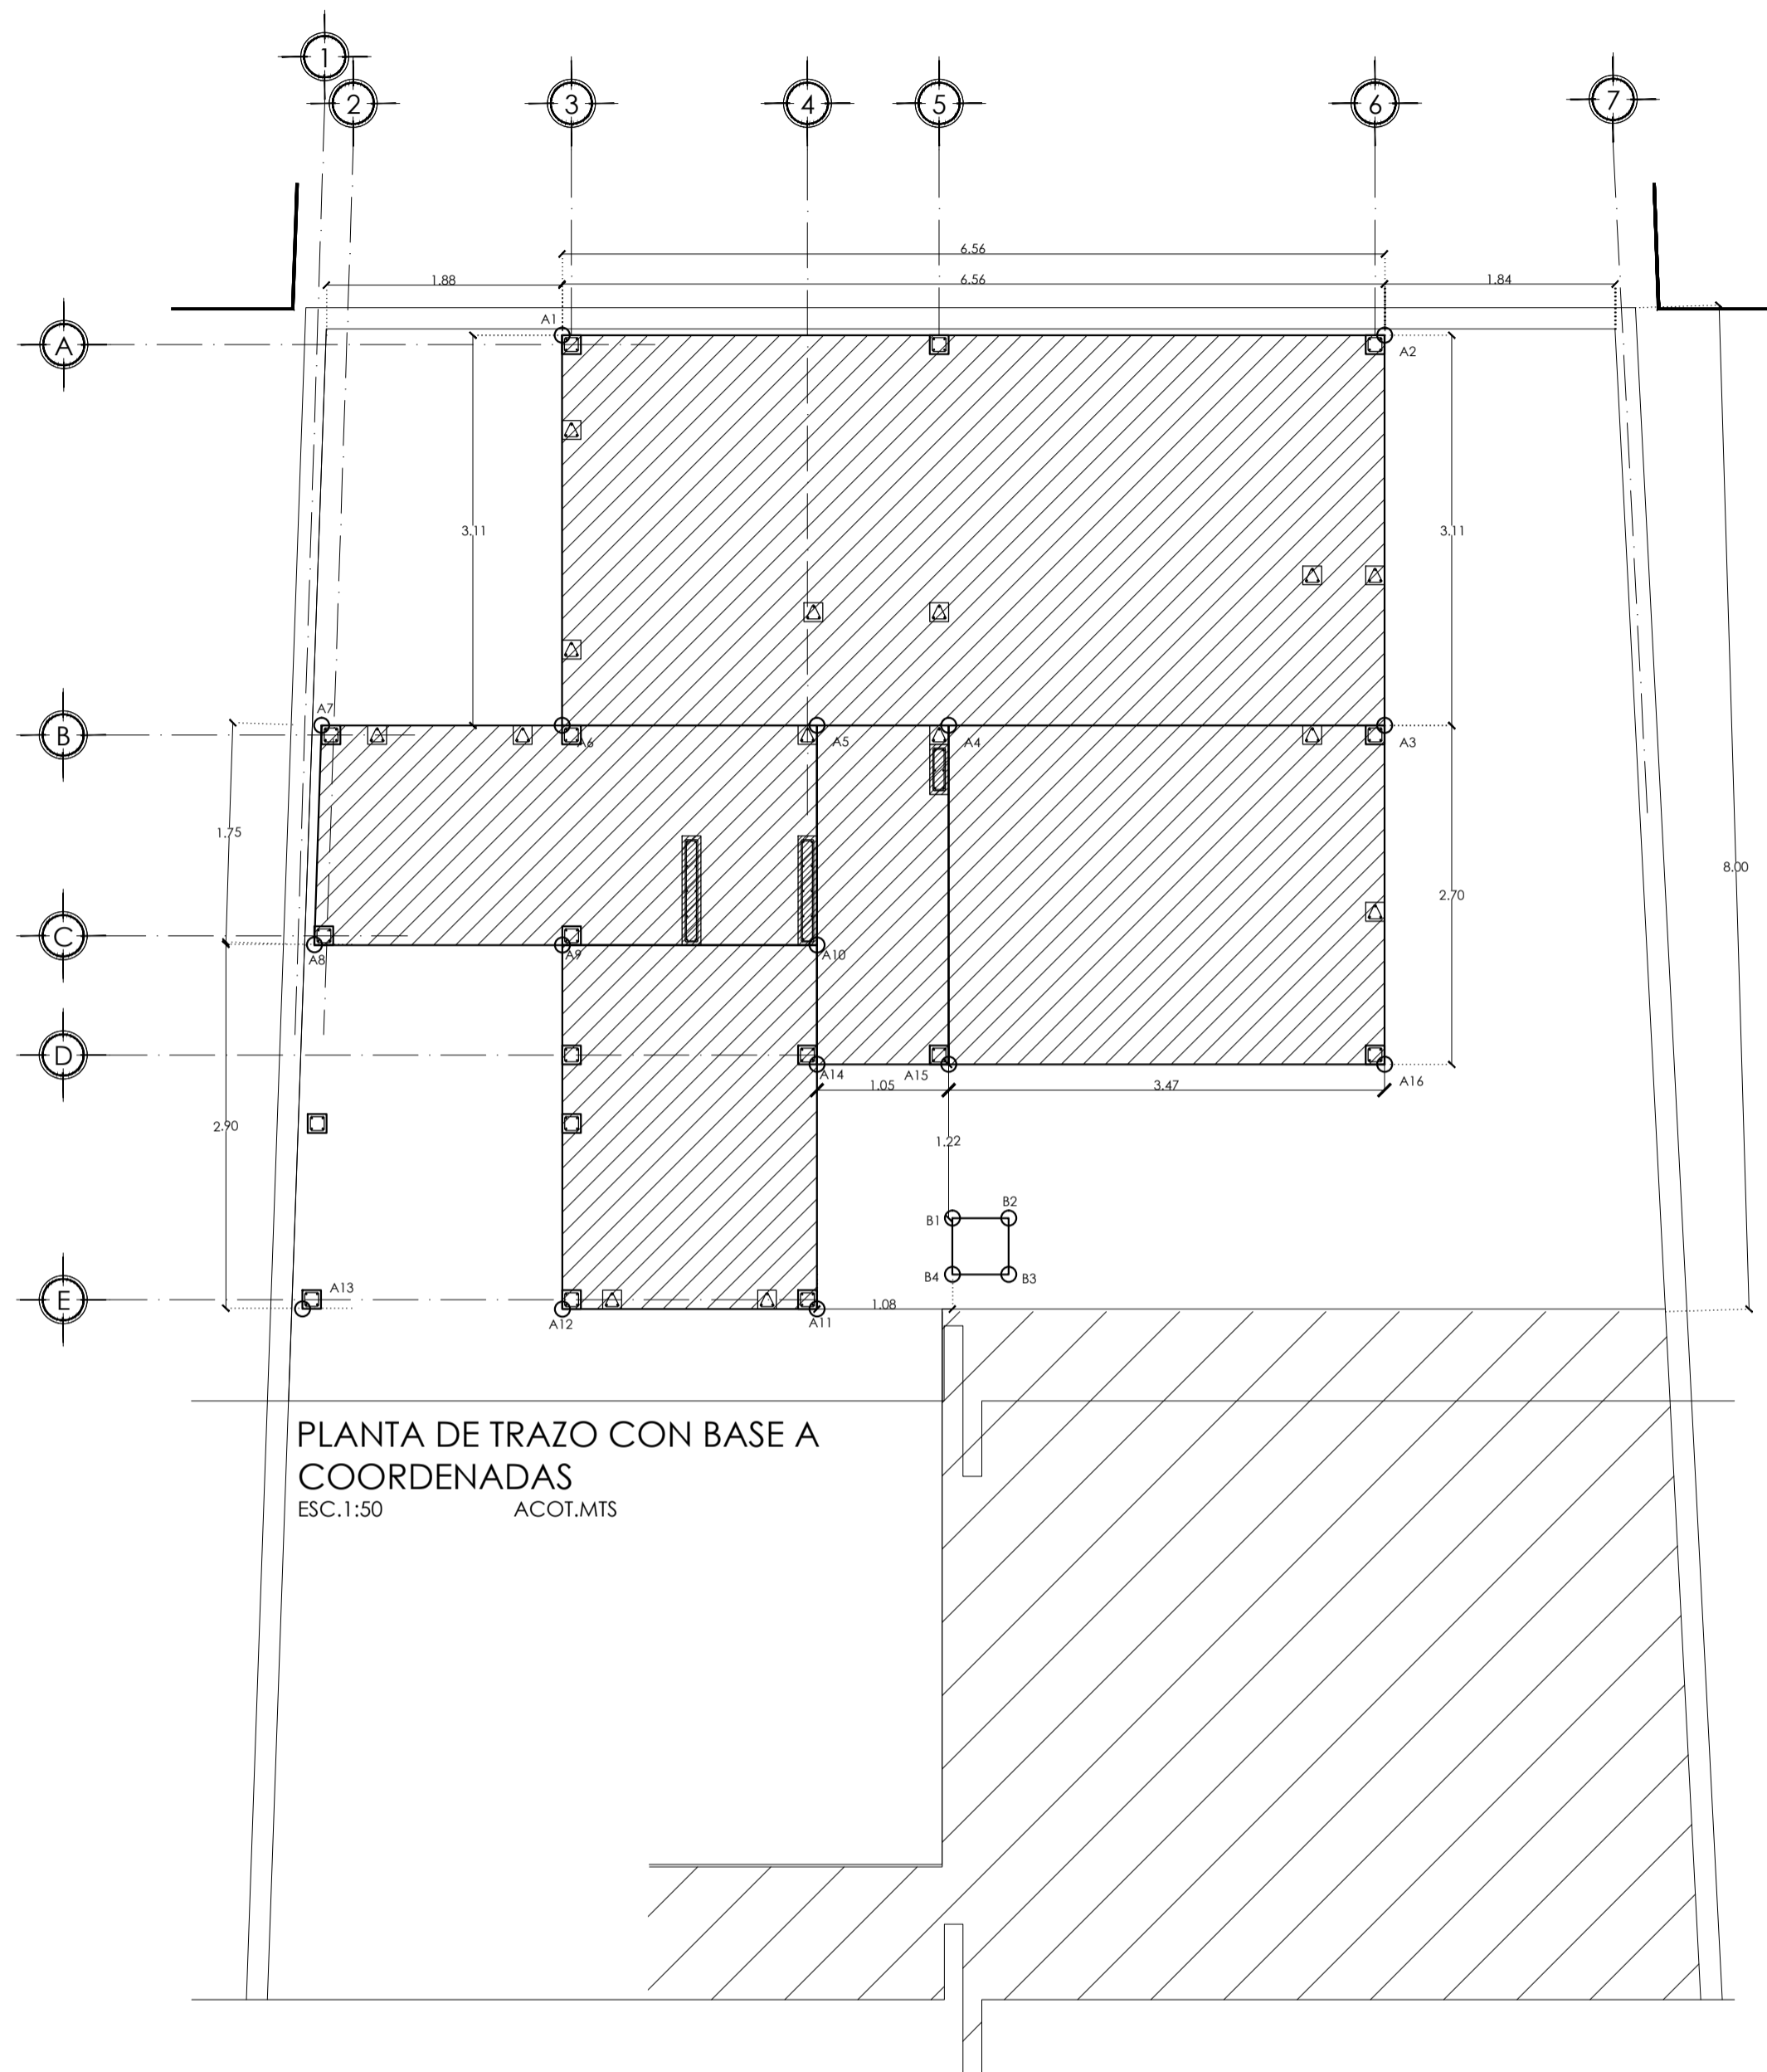 1
2
3
4
5
6
7
6.56
1.88
6.56
1.84
A1
A
A2
3.11
3.11
A7
B
A6
A5
A4
A3
1.75
8.00
2.70
C
A8
A9
A10
D
A14
A15
A16
1.05
3.47
2.90
1.22
B2
B1
B4
B3
A13
E
1.08
A12
A11
PLANTA DE TRAZO CON BASE A
COORDENADAS
ESC.1:50 ACOT.MTS